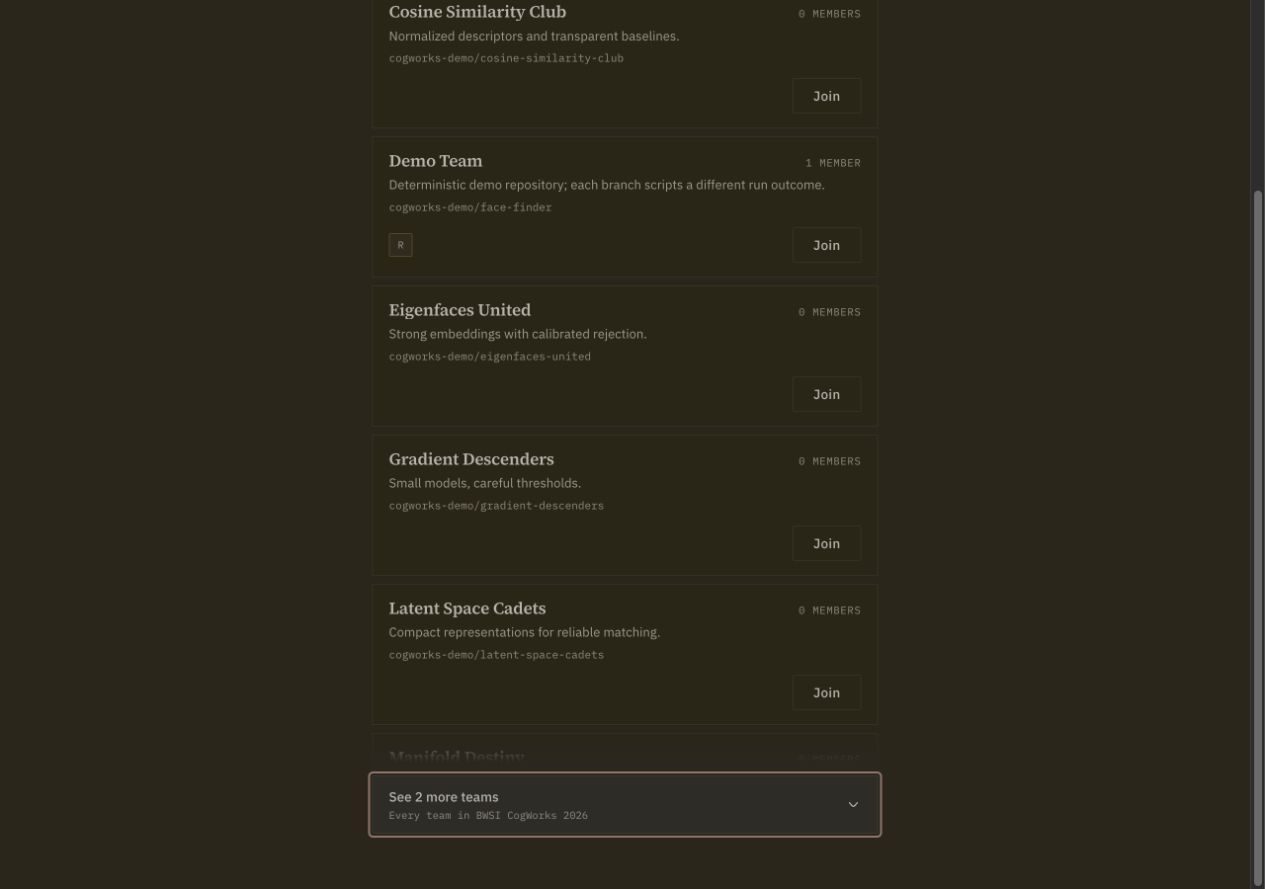 Cosine Similarity Club
0 MEMBERS
Normalized descriptors and transparent baselines.
cogworks-demo/cosine-similarity-club
Join
Demo Team
1 MEMBER
Deterministic demo repository; each branch scripts a different run outcome.
cogworks-demo/face-finder
R
Join
Eigenfaces United
0 MEMBERS
Strong embeddings with calibrated rejection.
cogworks-demo/eigenfaces-united
Join
Gradient Descenders
0 MEMBERS
Small models, careful thresholds.
cogworks-demo/gradient-descenders
Join
Latent Space Cadets
0 MEMBERS
Compact representations for reliable matching.
cogworks-demo/latent-space-cadets
Join
Manifold Destiny
0 MEMBERS
See 2 more teams
Every team in BWSI CogWorks 2026